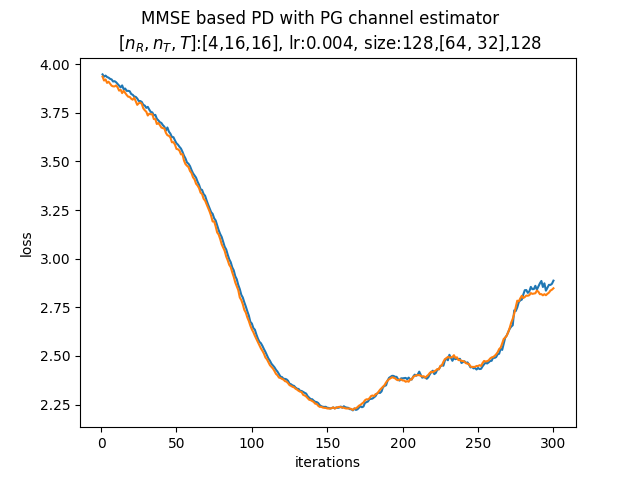 MMSE based PD with PG channel estimator
[n_R, n_T, T]:[4,16,16], lr:0.004, size:128,[64, 32],128
4.00
3.75
3.50
3.25
3.00
2.75
2.50
2.25
loss
0 50 100 150 200 250 300
iterations